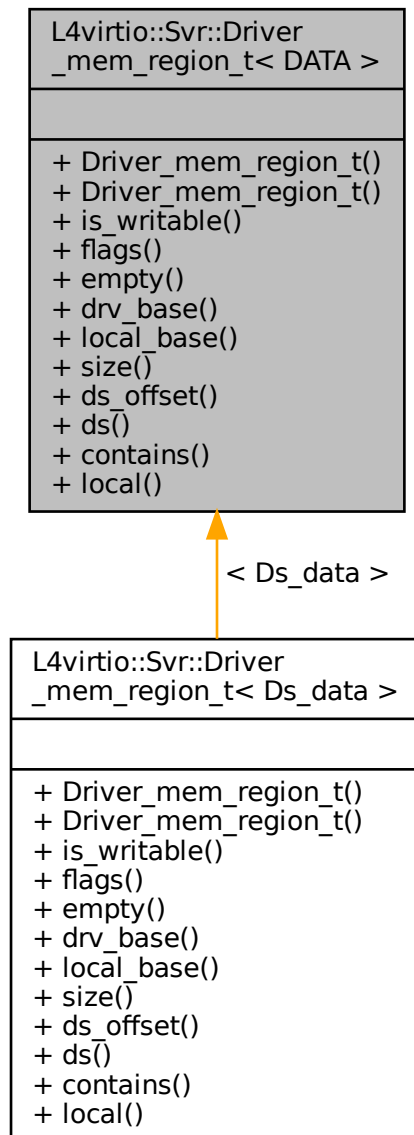 L4virtio::Svr::Driver
_mem_region_t< DATA >
+ Driver_mem_region_t()
+ Driver_mem_region_t()
+ is_writable()
+ flags()
+ empty()
+ drv_base()
+ local_base()
+ size()
+ ds_offset()
+ ds()
+ contains()
+ local()
< Ds_data >
L4virtio::Svr::Driver
_mem_region_t< Ds_data >
+ Driver_mem_region_t()
+ Driver_mem_region_t()
+ is_writable()
+ flags()
+ empty()
+ drv_base()
+ local_base()
+ size()
+ ds_offset()
+ ds()
+ contains()
+ local()